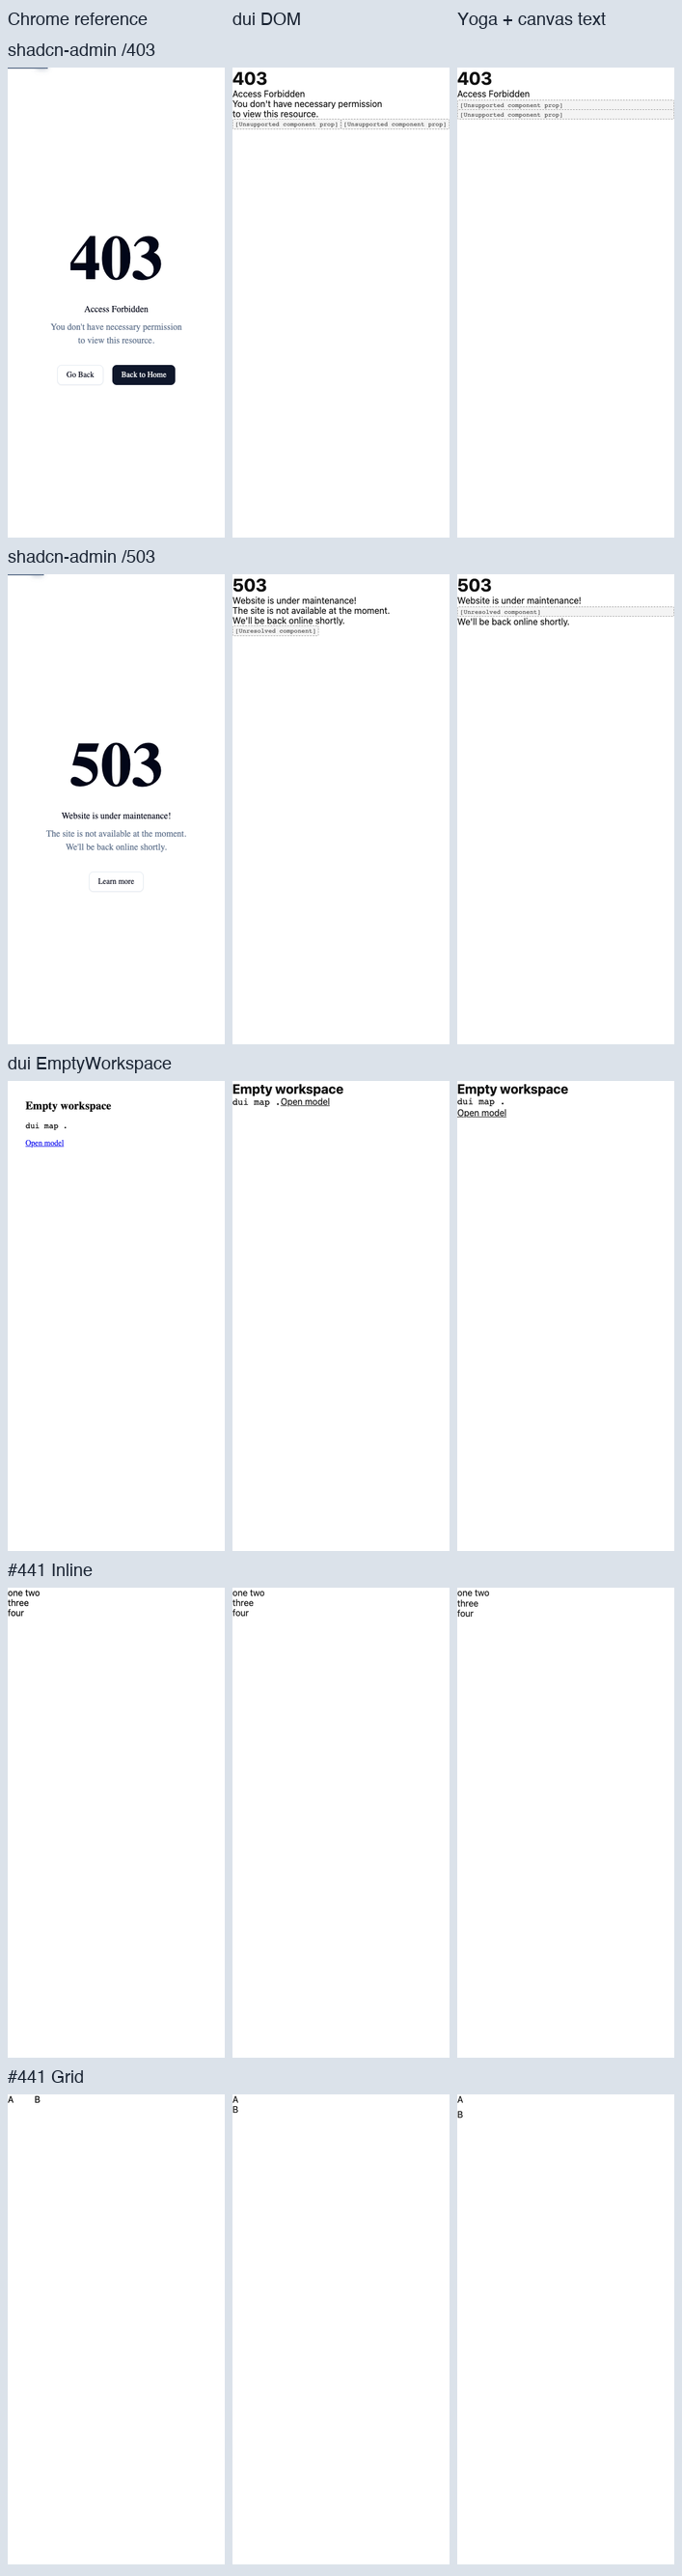 Chrome reference
dui DOM
Yoga + canvas text
shadcn-admin /403
403
Access Forbidden
You don't have necessary permission
to view this resource.
Go Back
Back to Home
403
Access Forbidden
You don't have necessary permission
to view this resource.
[Unsupported component prop] [Unsupported component prop]
403
Access Forbidden
[Unsupported component prop]
[Unsupported component prop]
shadcn-admin /503
503
Website is under maintenance!
The site is not available at the moment.
We'll be back online shortly.
Learn more
503
Website is under maintenance!
The site is not available at the moment.
We'll be back online shortly.
[Unresolved component]
503
Website is under maintenance!
[Unresolved component]
We'll be back online shortly.
dui EmptyWorkspace
Empty workspace
dui map .
Open model
Empty workspace
dui map .Open model
Empty workspace
dui map .
Open model
#441 Inline
one two
three
four
one two
three
four
one two
three
four
#441 Grid
A B
A
B
A
B